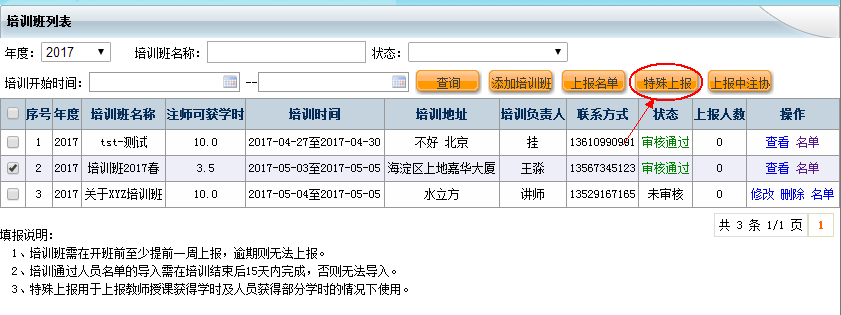 培训班列表
年度： 2017 培训班名称： 状态：
培训开始时间： -- 查询 添加培训班 上报名单 特殊上报 上报中注协
序号 年度 培训班名称 注师可获学时 培训时间 培训地址 培训负责人 联系方式 状态 上报人数 操作
1 2017 tst-测试 10.0 2017-04-27至2017-04-30 不好 北京 挂 13610990991 审核通过 0 查看 名单
2 2017 培训班2017春 3.5 2017-05-03至2017-05-05 海淀区上地嘉华大厦 王淼 13567345123 审核通过 0 查看 名单
3 2017 关于XYZ培训班 10.0 2017-05-04至2017-05-05 水立方 讲师 13529167165 未审核 0 修改 删除 名单
共 3 条 1/1 页 1
填报说明：
1、培训班需在开班前至少提前一周上报，逾期则无法上报。
2、培训通过人员名单的导入需在培训结束后15天内完成，否则无法导入。
3、特殊上报用于上报教师授课获得学时及人员获得部分学时的情况下使用。